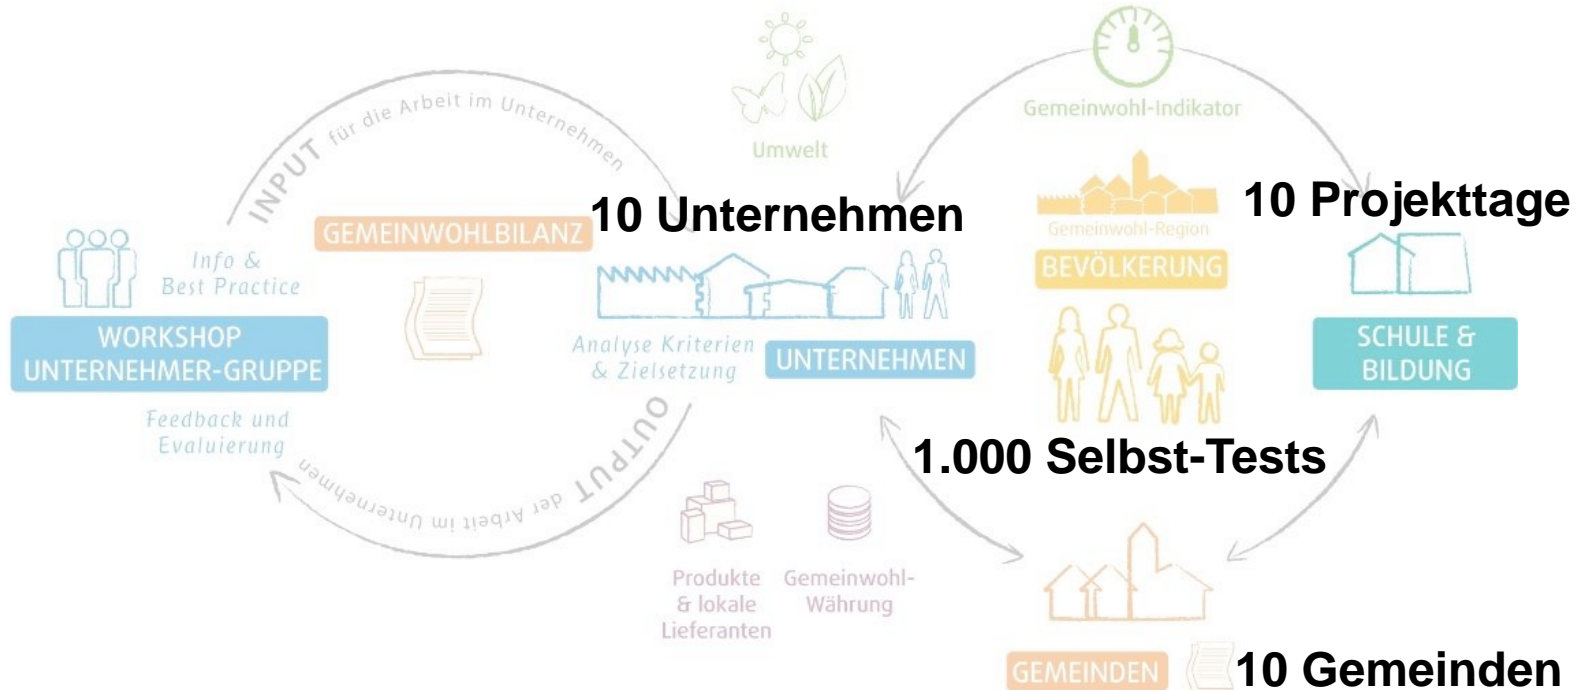 INPUT für die Arbeit im Unternehmen
Info &
Best Practice
WORKSHOP
UNTERNEHMER-GRUPPE
Feedback und
Evaluierung
GEMEINWOHLBILANZ
OUTPUT der Arbeit im Unternehmen
Umwelt
10 Unternehmen
Analyse Kriterien
& Zielsetzung
UNTERNEHMEN
Gemeinwohl-Indikator
Gemeinwohl-Region
BEVÖLKERUNG
1.000 Selbst-Tests
10 Projekttage
SCHULE &
BILDUNG
Produkte
& lokale
Lieferanten
Gemeinwohl-
Währung
GEMEINDEN
10 Gemeinden